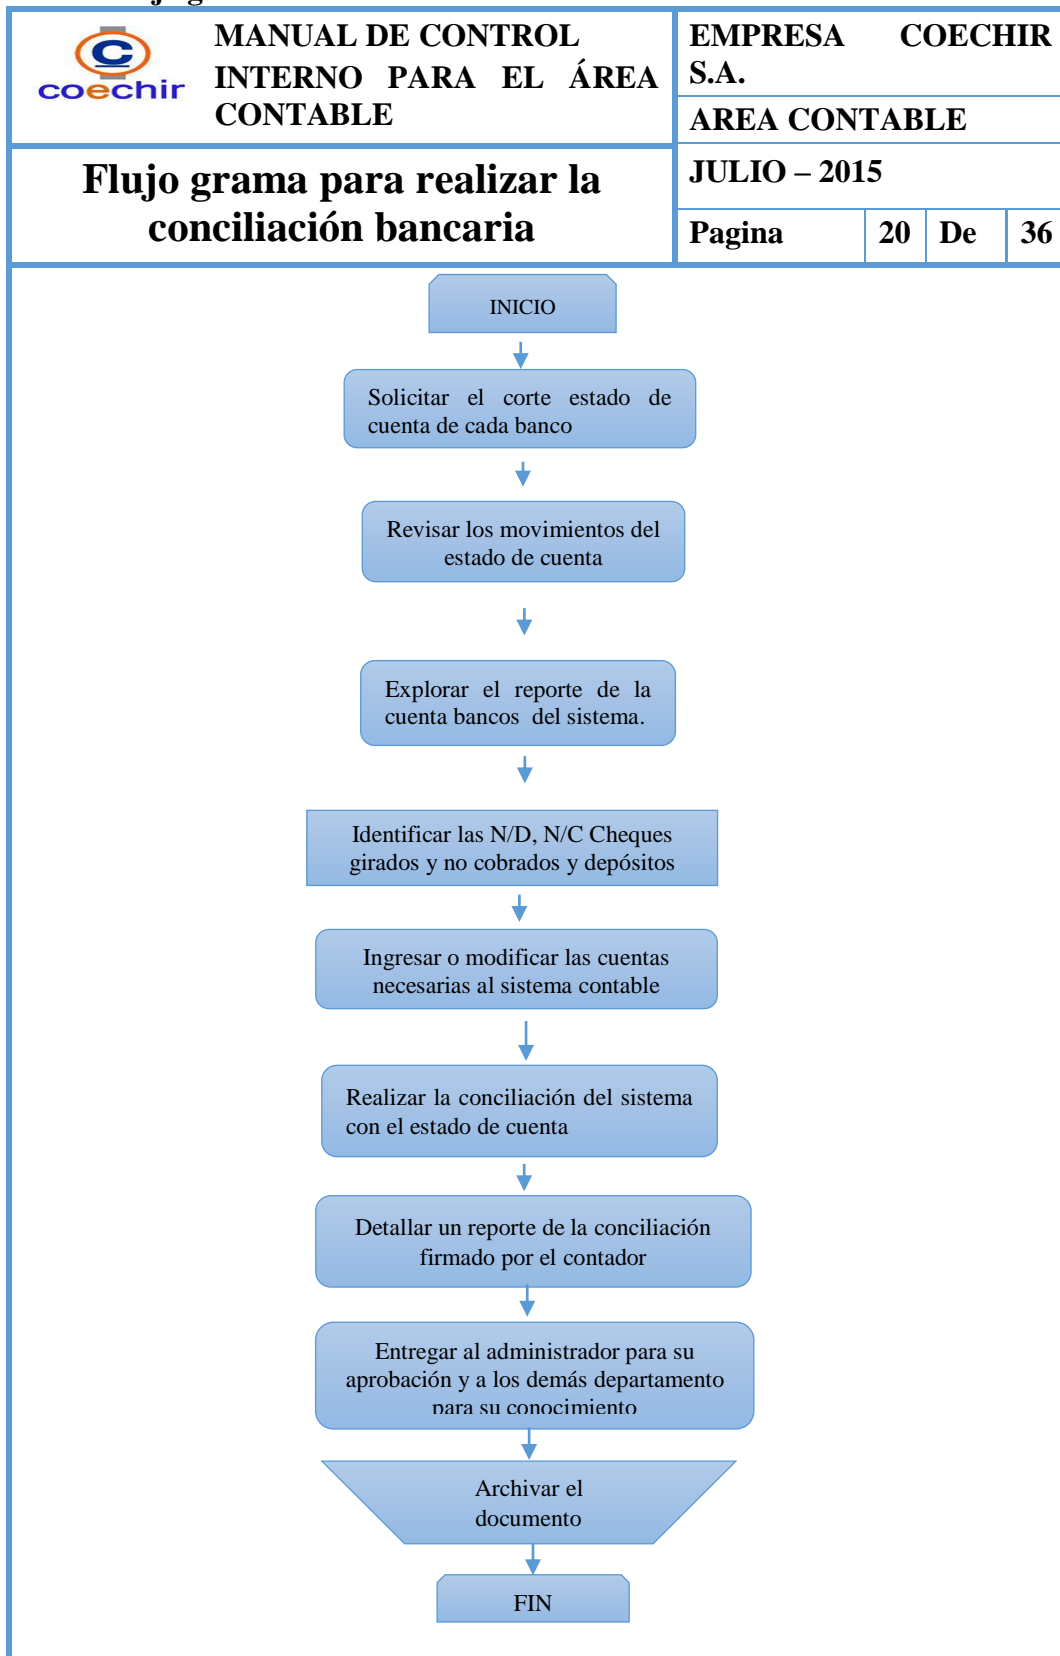 coechir
MANUAL DE CONTROL
INTERNO PARA EL ÁREA
CONTABLE
EMPRESA COECHIR
S.A.
AREA CONTABLE
Flujo grama para realizar la
conciliación bancaria
JULIO – 2015
Pagina 20 De 36
INICIO
Solicitar el corte estado de
cuenta de cada banco
Revisar los movimientos del
estado de cuenta
Explorar el reporte de la
cuenta bancos del sistema.
Identificar las N/D, N/C Cheques
girados y no cobrados y depósitos
Ingresar o modificar las cuentas
necesarias al sistema contable
Realizar la conciliación del sistema
con el estado de cuenta
Detallar un reporte de la conciliación
firmado por el contador
Entregar al administrador para su
aprobación y a los demás departamento
para su conocimiento
Archivar el
documento
FIN